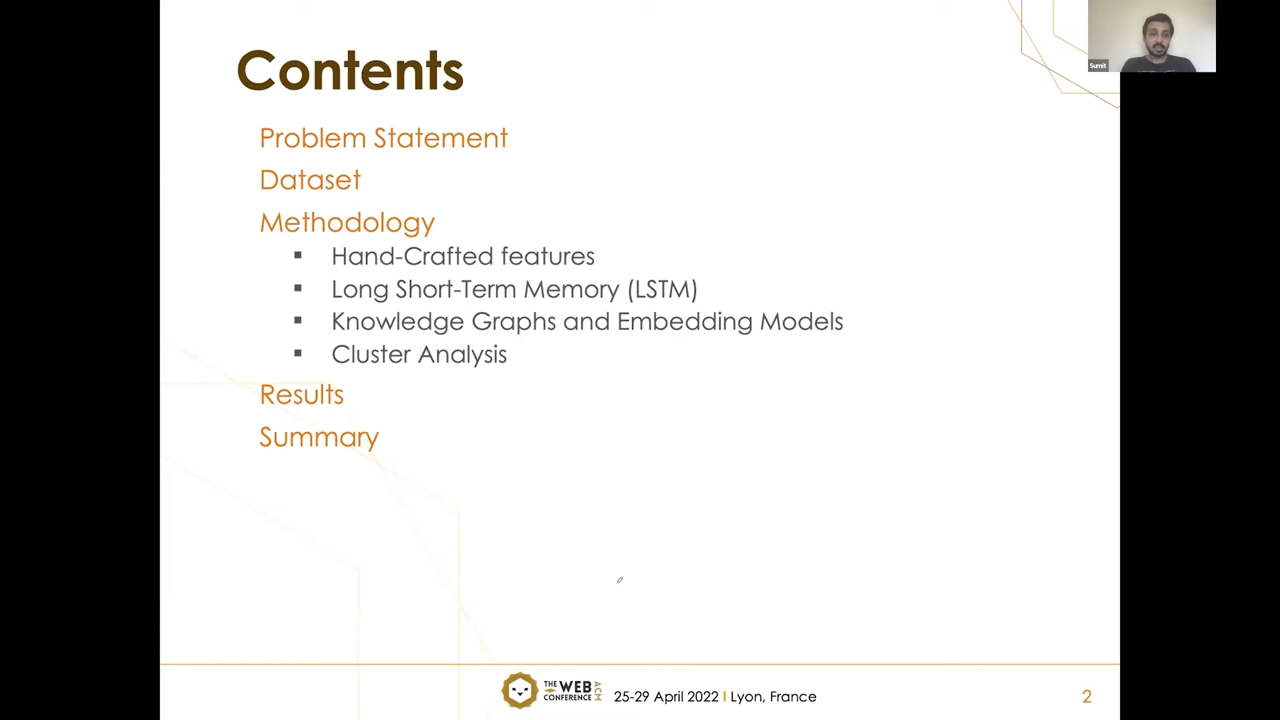 Contents
Sumit
Problem Statement
Dataset
Methodology
▪ Hand-Crafted features
▪ Long Short-Term Memory (LSTM)
▪ Knowledge Graphs and Embedding Models
▪ Cluster Analysis
Results
Summary
THE WEB CONFERENCE ACM
25-29 April 2022 | Lyon, France
2